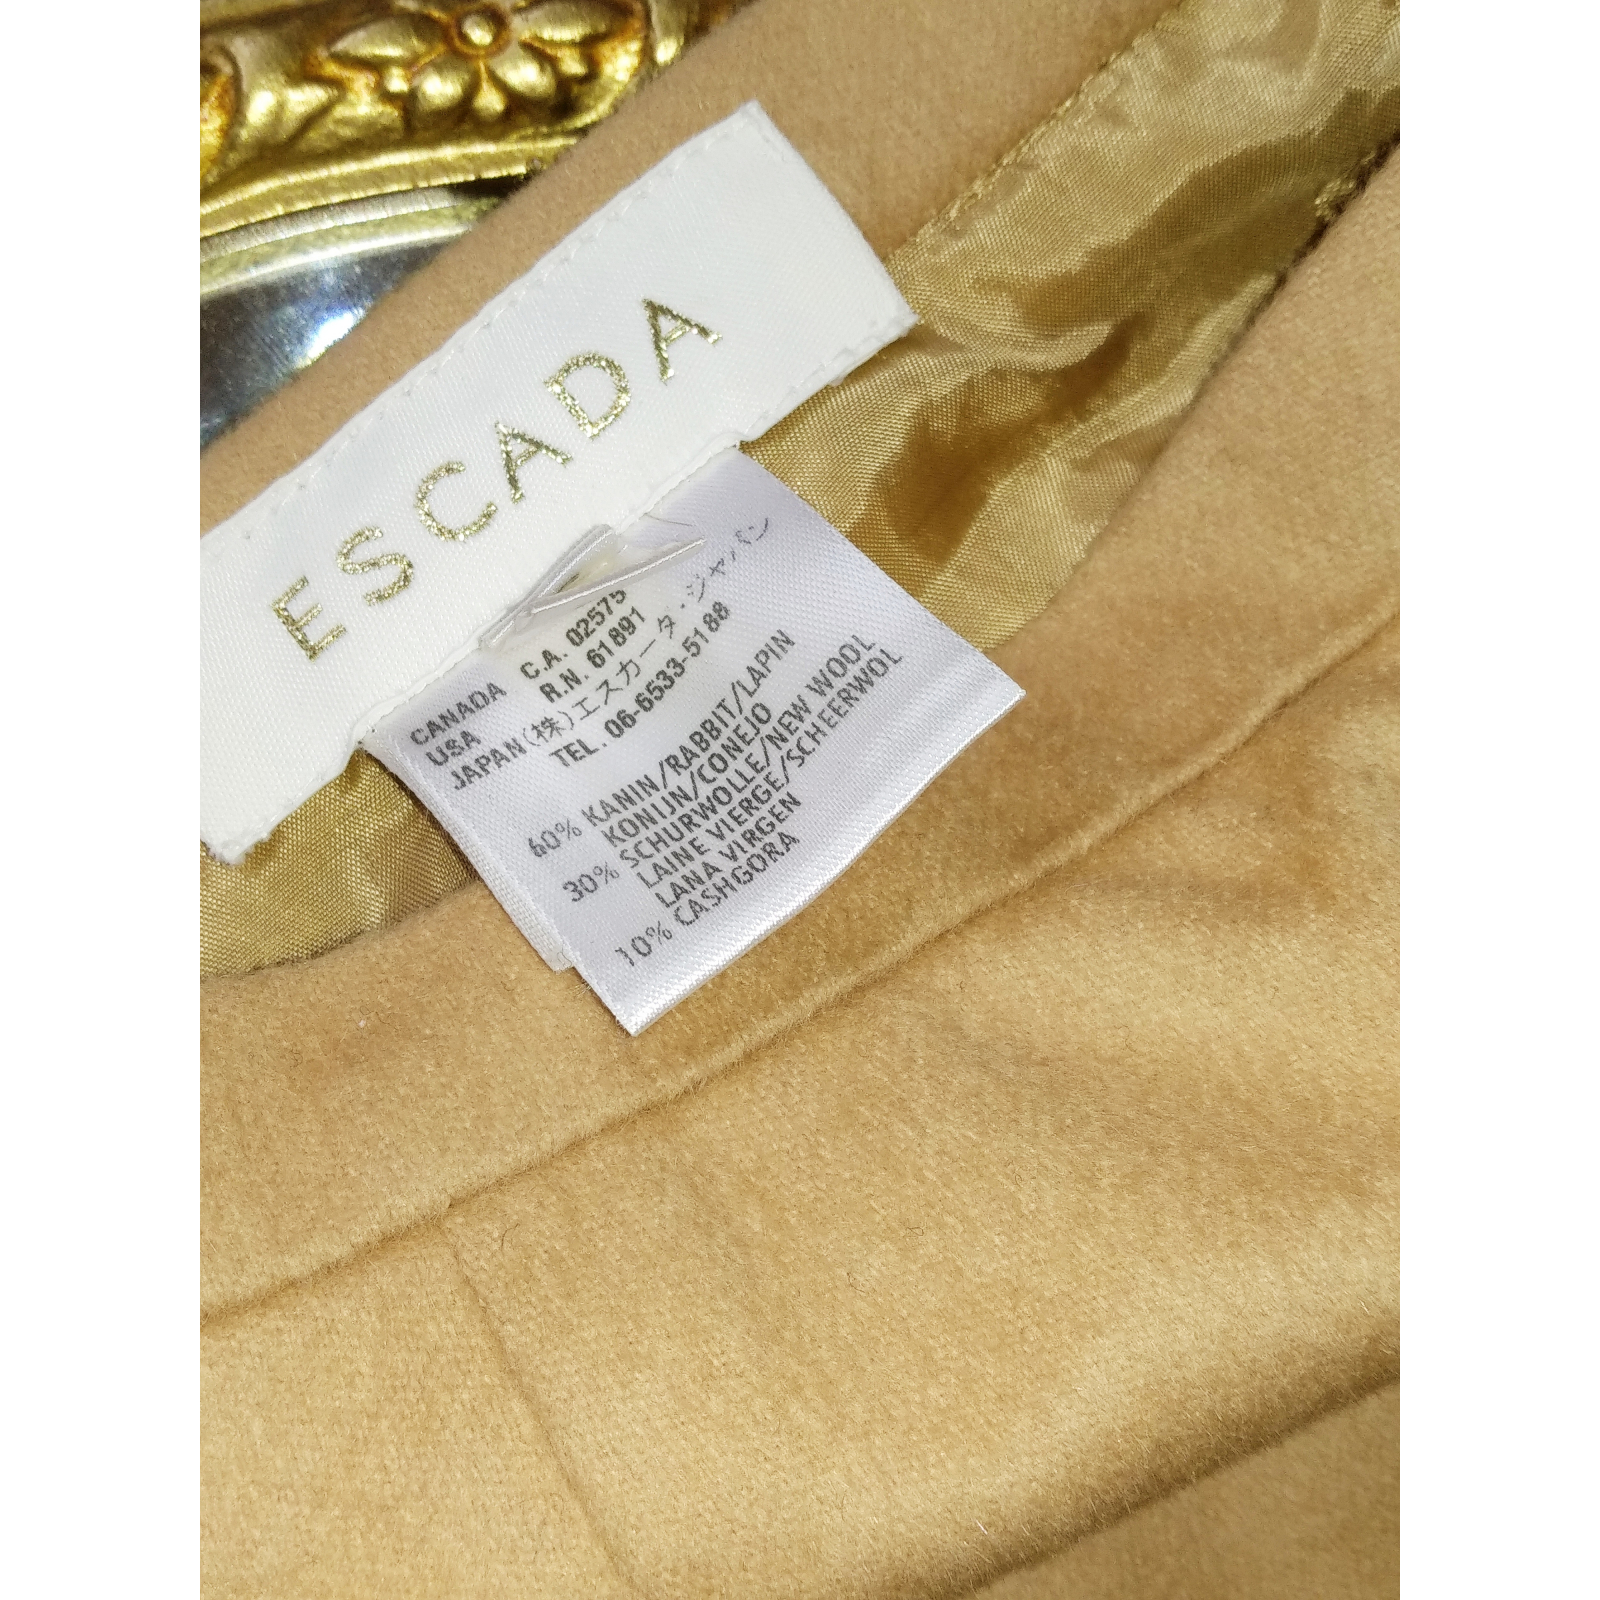 ESCADA
CANADA C.A. 02575
USA R.N. 61891
JAPAN (株)エスカーダ・ジャパン
TEL. 06-6533-5188
60% KANIN/RABBIT/LAPIN
KONIJN/CONEJO
30% SCHURWOLLE/NEW WOOL
LAINE VIERGE/SCHEERWOL
LANA VIRGEN
10% CASHGORA